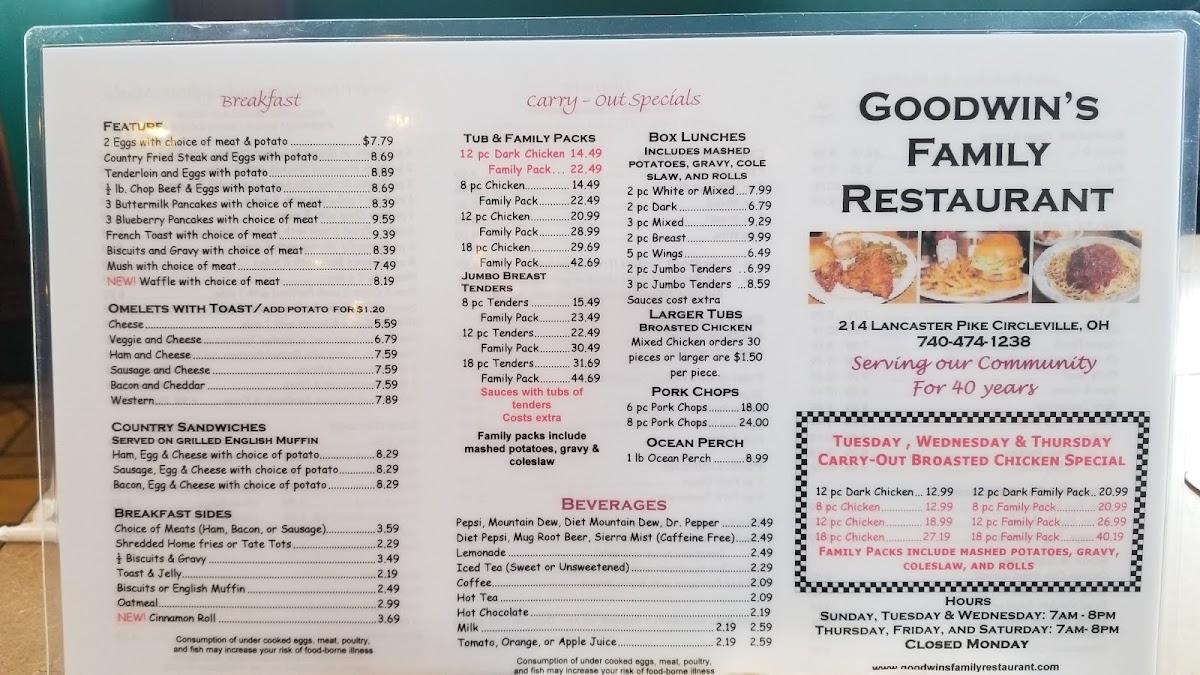 Breakfast
FEATURE
2 Eggs with choice of meat & potato ........................$7.79
Country Fried Steak and Eggs with potato................8.69
Tenderloin and Eggs with potato.................................8.89
½ lb. Chop Beef & Eggs with potato............................8.69
3 Buttermilk Pancakes with choice of meat...............8.39
3 Blueberry Pancakes with choice of meat ................9.59
French Toast with choice of meat..............................9.39
Biscuits and Gravy with choice of meat......................8.39
Mush with choice of meat............................................7.49
NEW! Waffle with choice of meat ............................8.19
OMELETS WITH TOAST/ADD POTATO FOR $1.20
Cheese...........................................................................5.59
Veggie and Cheese........................................................6.79
Ham and Cheese............................................................7.59
Sausage and Cheese .....................................................7.59
Bacon and Cheddar .......................................................7.59
Western.........................................................................7.89
COUNTRY SANDWICHES
SERVED ON GRILLED ENGLISH MUFFIN
Ham, Egg & Cheese with choice of potato.................8.29
Sausage, Egg & Cheese with choice of potato...........8.29
Bacon, Egg & Cheese with choice of potato...............8.29
BREAKFAST SIDES
Choice of Meats (Ham, Bacon, or Sausage)................3.59
Shredded Home fries or Tate Tots............................2.29
½ Biscuits & Gravy .......................................................3.49
Toast & Jelly................................................................2.19
Biscuits or English Muffin ..........................................2.49
Oatmeal.........................................................................2.99
NEW! Cinnamon Roll .....................................................3.69
Consumption of under cooked eggs, meat, poultry,
and fish may increase your risk of food-borne illness
Carry - Out Specials
TUB & FAMILY PACKS
12 pc Dark Chicken 14.49
Family Pack... 22.49
8 pc Chicken.............. 14.49
Family Pack..........22.49
12 pc Chicken............20.99
Family Pack..........28.99
18 pc Chicken............29.69
Family Pack..........42.69
JUMBO BREAST
TENDERS
8 pc Tenders ............15.49
Family Pack..........23.49
12 pc Tenders...........22.49
Family Pack..........30.49
18 pc Tenders........... 31.69
Family Pack..........44.69
Sauces with tubs of
tenders
Costs extra
Family packs include
mashed potatoes, gravy &
coleslaw
BOX LUNCHES
INCLUDES MASHED
POTATOES, GRAVY, COLE
SLAW, AND ROLLS
2 pc White or Mixed....7.99
2 pc Dark......................6.79
3 pc Mixed....................9.29
2 pc Breast...................9.99
5 pc Wings....................6.49
2 pc Jumbo Tenders ..6.99
3 pc Jumbo Tenders ...8.59
Sauces cost extra
LARGER TUBS
BROASTED CHICKEN
Mixed Chicken orders 30
pieces or larger are $1.50
per piece.
PORK CHOPS
6 pc Pork Chops..........18.00
8 pc Pork Chops.......... 24.00
OCEAN PERCH
1 lb Ocean Perch ..........8.99
BEVERAGES
Pepsi, Mountain Dew, Diet Mountain Dew, Dr. Pepper .........2.49
Diet Pepsi, Mug Root Beer, Sierra Mist (Caffeine Free).....2.49
Lemonade ....................................................................2.49
Iced Tea (Sweet or Unsweetened) .......................................2.29
Coffee..........................................................................2.09
Hot Tea ........................................................................2.09
Hot Chocolate................................................................2.19
Milk ..................................................................2.19 2.59
Tomato, Orange, or Apple Juice...........................2.19 2.59
Consumption of under cooked eggs, meat, poultry,
and fish may increase your risk of food-borne illness
GOODWIN'S
FAMILY
RESTAURANT
214 LANCASTER PIKE CIRCLEVILLE, OH
740-474-1238
Serving our Community
For 40 years
TUESDAY , WEDNESDAY & THURSDAY
CARRY-OUT BROASTED CHICKEN SPECIAL
12 pc Dark Chicken... 12.99 12 pc Dark Family Pack.. 20.99
8 pc Chicken.............. 12.99 8 pc Family Pack............ 20.99
12 pc Chicken............ 18.99 12 pc Family Pack.......... 26.99
18 pc Chicken...........27.19 18 pc Family Pack.......... 40.19
FAMILY PACKS INCLUDE MASHED POTATOES, GRAVY,
COLESLAW, AND ROLLS
HOURS
SUNDAY, TUESDAY & WEDNESDAY: 7AM - 8PM
THURSDAY, FRIDAY, AND SATURDAY: 7AM- 8PM
CLOSED MONDAY
www.goodwinsfamilyrestaurant.com